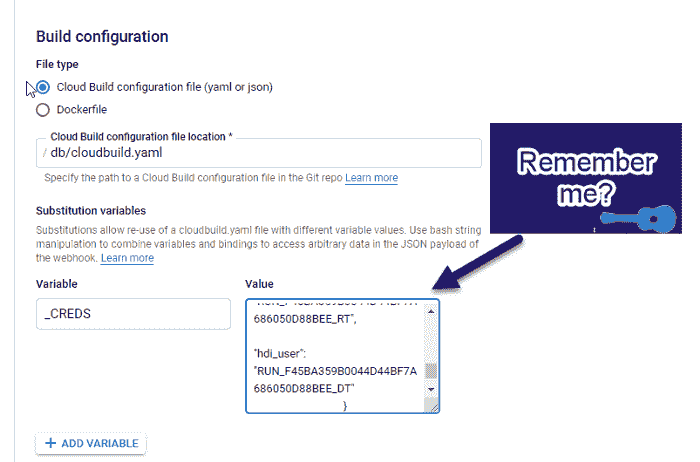 Build configuration
File type
Cloud Build configuration file (yaml or json)
Dockerfile
Cloud Build configuration file location *
/ db/cloudbuild.yaml
Specify the path to a Cloud Build configuration file in the Git repo Learn more
Remember
me?
Substitution variables
Substitutions allow re-use of a cloudbuild.yaml file with different variable values. Use bash string
manipulation to combine variables and bindings to access arbitrary data in the JSON payload of
the webhook. Learn more
Variable
Value
_CREDS
686050D88BEE_RT",
"hdi_user":
"RUN_F45BA359B0044D44BF7A
686050D88BEE_DT"
}
+ ADD VARIABLE